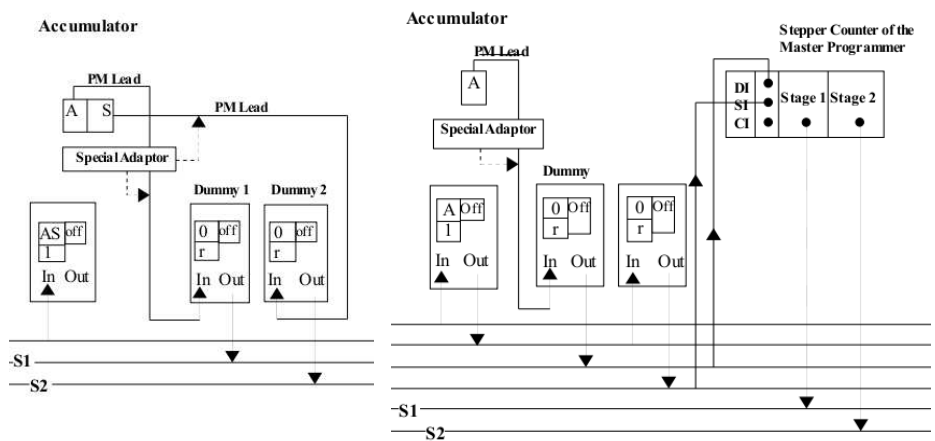 Accumulator
PM Lead
A S
PM Lead
Special Adaptor
Dummy 1 Dummy 2
AS off
l
In Out
0 off
r
In Out
0 off
r
In Out
S1
S2
Accumulator
PM Lead
A
Special Adaptor
Dummy
A Off
l
In Out
0 Off
r
In Out
0 Off
r
In Out
Stepper Counter of the
Master Programmer
DI
SI
CI
Stage 1 Stage 2
S1
S2